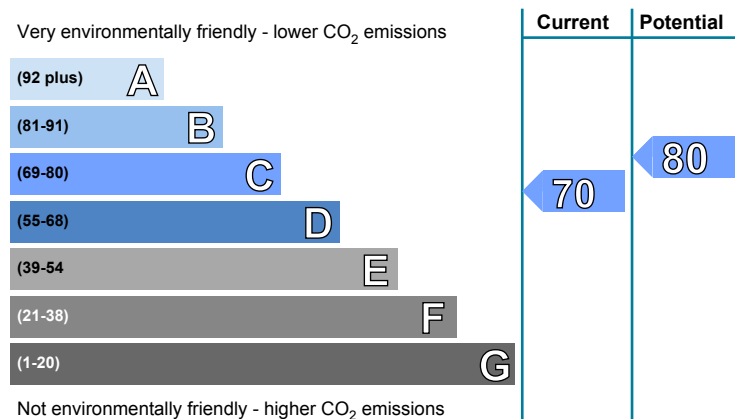 Very environmentally friendly - lower CO₂ emissions
Current
Potential
(92 plus) A
(81-91) B
(69-80) C
(55-68) D
(39-54 E
(21-38) F
(1-20) G
70
80
Not environmentally friendly - higher CO₂ emissions